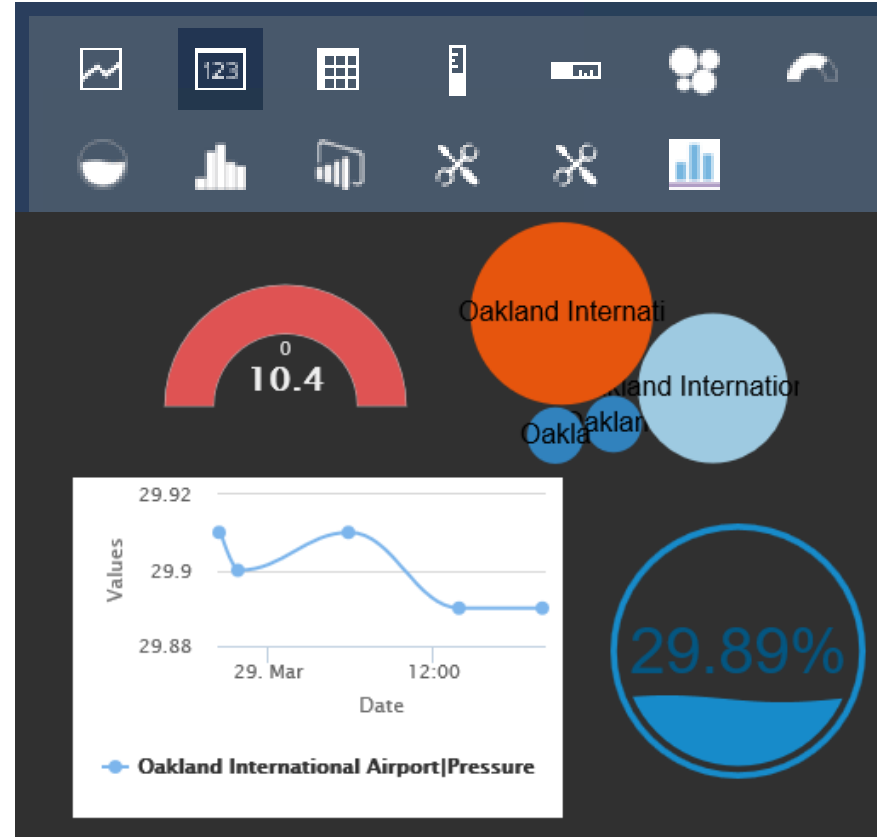 123
0
10.4
Oakland Internati
land Internation
Oaklan
Oakla
29.92
29.9
29.88
Values
29. Mar
12:00
Date
Oakland International Airport|Pressure
29.89%